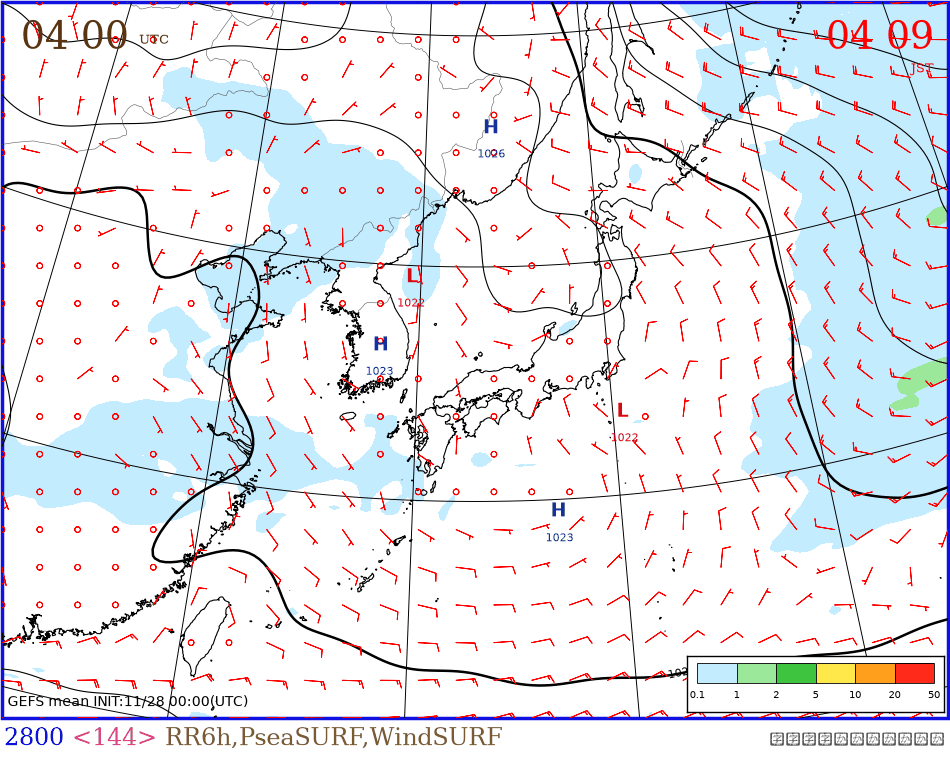 04 00 UTC
04 09
JST
H
1026
L
1022
H
1023
L
1022
H
1023
GEFS mean INIT:11/28 00:00(UTC)
0.1 1 2 5 10 20 50
2800 <144> RR6h,PseaSURF,WindSURF